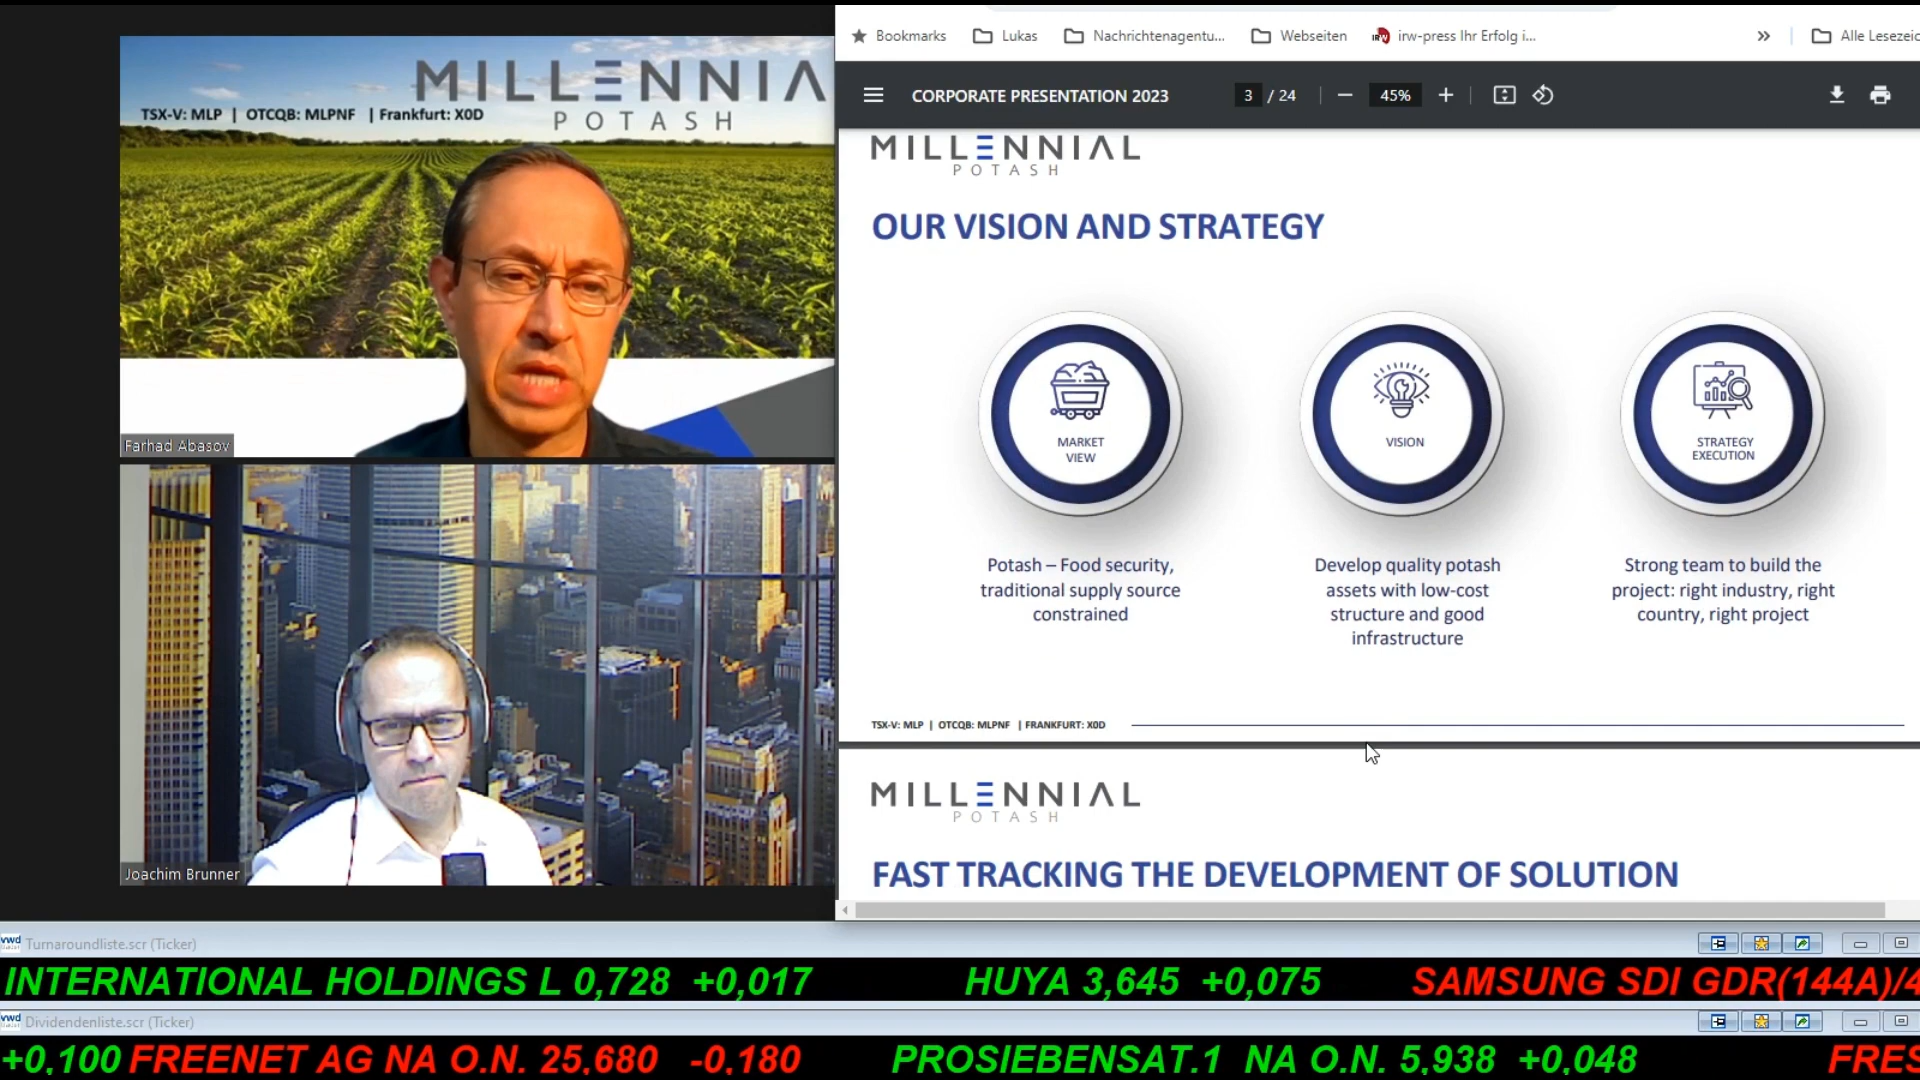 MILLENNIA
TSX-V: MLP | OTCQB: MLPNF | Frankfurt: X0D
POTASH
Farhad Abasov
Joachim Brunner
Bookmarks
Lukas
Nachrichtenagentu...
Webseiten
irw-press Ihr Erfolg i...
»
Alle Lesezeic
CORPORATE PRESENTATION 2023
3 / 24
45%
MILLENNIAL
POTASH
OUR VISION AND STRATEGY
MARKET
VIEW
VISION
STRATEGY
EXECUTION
Potash – Food security,
traditional supply source
constrained
Develop quality potash
assets with low-cost
structure and good
infrastructure
Strong team to build the
project: right industry, right
country, right project
TSX-V: MLP | OTCQB: MLPNF | FRANKFURT: X0D
MILLENNIAL
POTASH
FAST TRACKING THE DEVELOPMENT OF SOLUTION
vwd Turnaroundliste.scr (Ticker)
INTERNATIONAL HOLDINGS L 0,728 +0,017 HUYA 3,645 +0,075 SAMSUNG SDI GDR(144A)/4
vwd Dividendenliste.scr (Ticker)
+0,100 FREENET AG NA O.N. 25,680 -0,180 PROSIEBENSAT.1 NA O.N. 5,938 +0,048 FRES